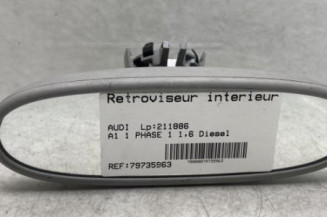 Retroviseur interieur
AUDI Lp:211886
A1 1 PHASE 1 1,6 Diesel
REF:79735963